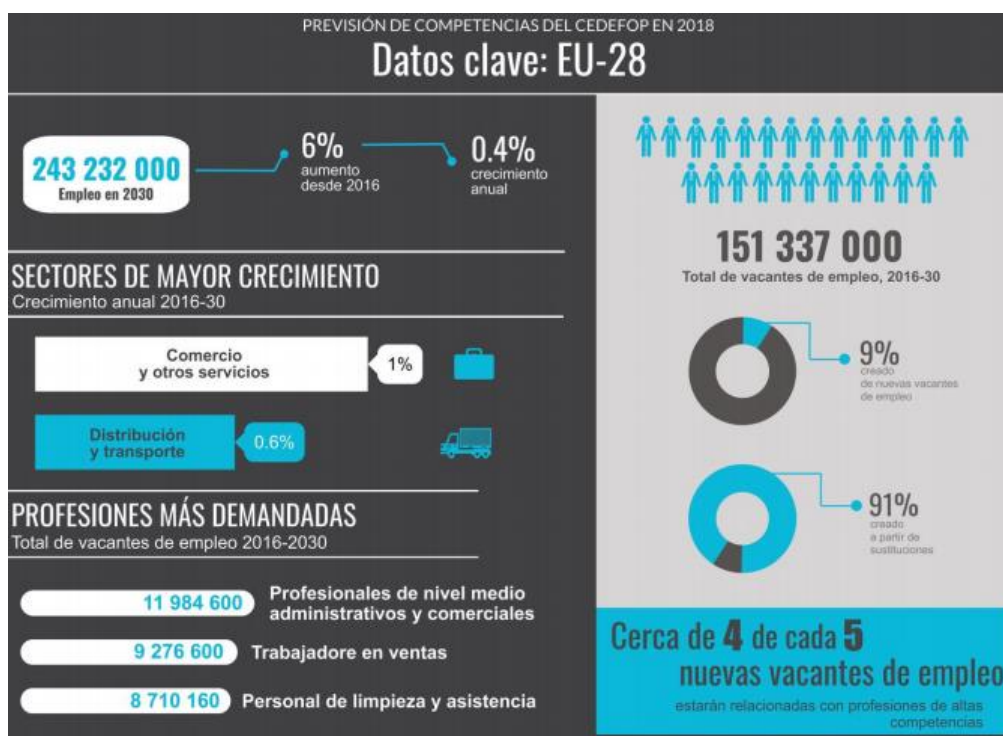 PREVISIÓN DE COMPETENCIAS DEL CEDEFOP EN 2018
Datos clave: EU-28
243 232 000
Empleo en 2030
6%
aumento
desde 2016
0.4%
crecimiento
anual
SECTORES DE MAYOR CRECIMIENTO
Crecimiento anual 2016-30
Comercio
y otros servicios
1%
Distribución
y transporte
0.6%
PROFESIONES MÁS DEMANDADAS
Total de vacantes de empleo 2016-2030
11 984 600
Profesionales de nivel medio
administrativos y comerciales
9 276 600
Trabajadore en ventas
8 710 160
Personal de limpieza y asistencia
151 337 000
Total de vacantes de empleo, 2016-30
9%
creado
de nuevas vacantes
de empleo
91%
creado
a partir de
sustituciones
Cerca de 4 de cada 5
nuevas vacantes de empleo
estarán relacionadas con profesiones de altas
competencias